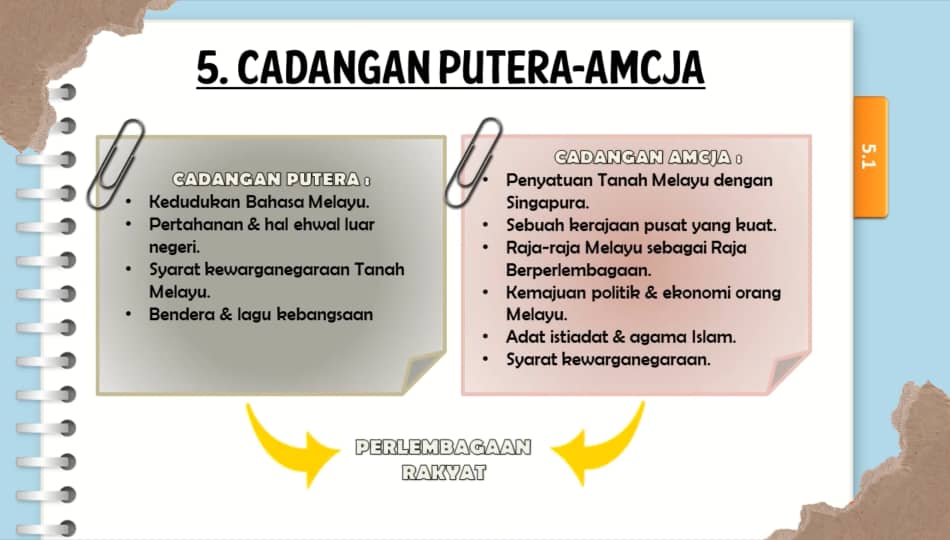 5. CADANGAN PUTERA-AMCJA
5.1
CADANGAN PUTERA :
• Kedudukan Bahasa Melayu.
• Pertahanan & hal ehwal luar
negeri.
• Syarat kewarganegaraan Tanah
Melayu.
• Bendera & lagu kebangsaan
CADANGAN AMCJA :
• Penyatuan Tanah Melayu dengan
Singapura.
• Sebuah kerajaan pusat yang kuat.
• Raja-raja Melayu sebagai Raja
Berperlembagaan.
• Kemajuan politik & ekonomi orang
Melayu.
• Adat istiadat & agama Islam.
• Syarat kewarganegaraan.
PERLEMBAGAAN
RAKYAT